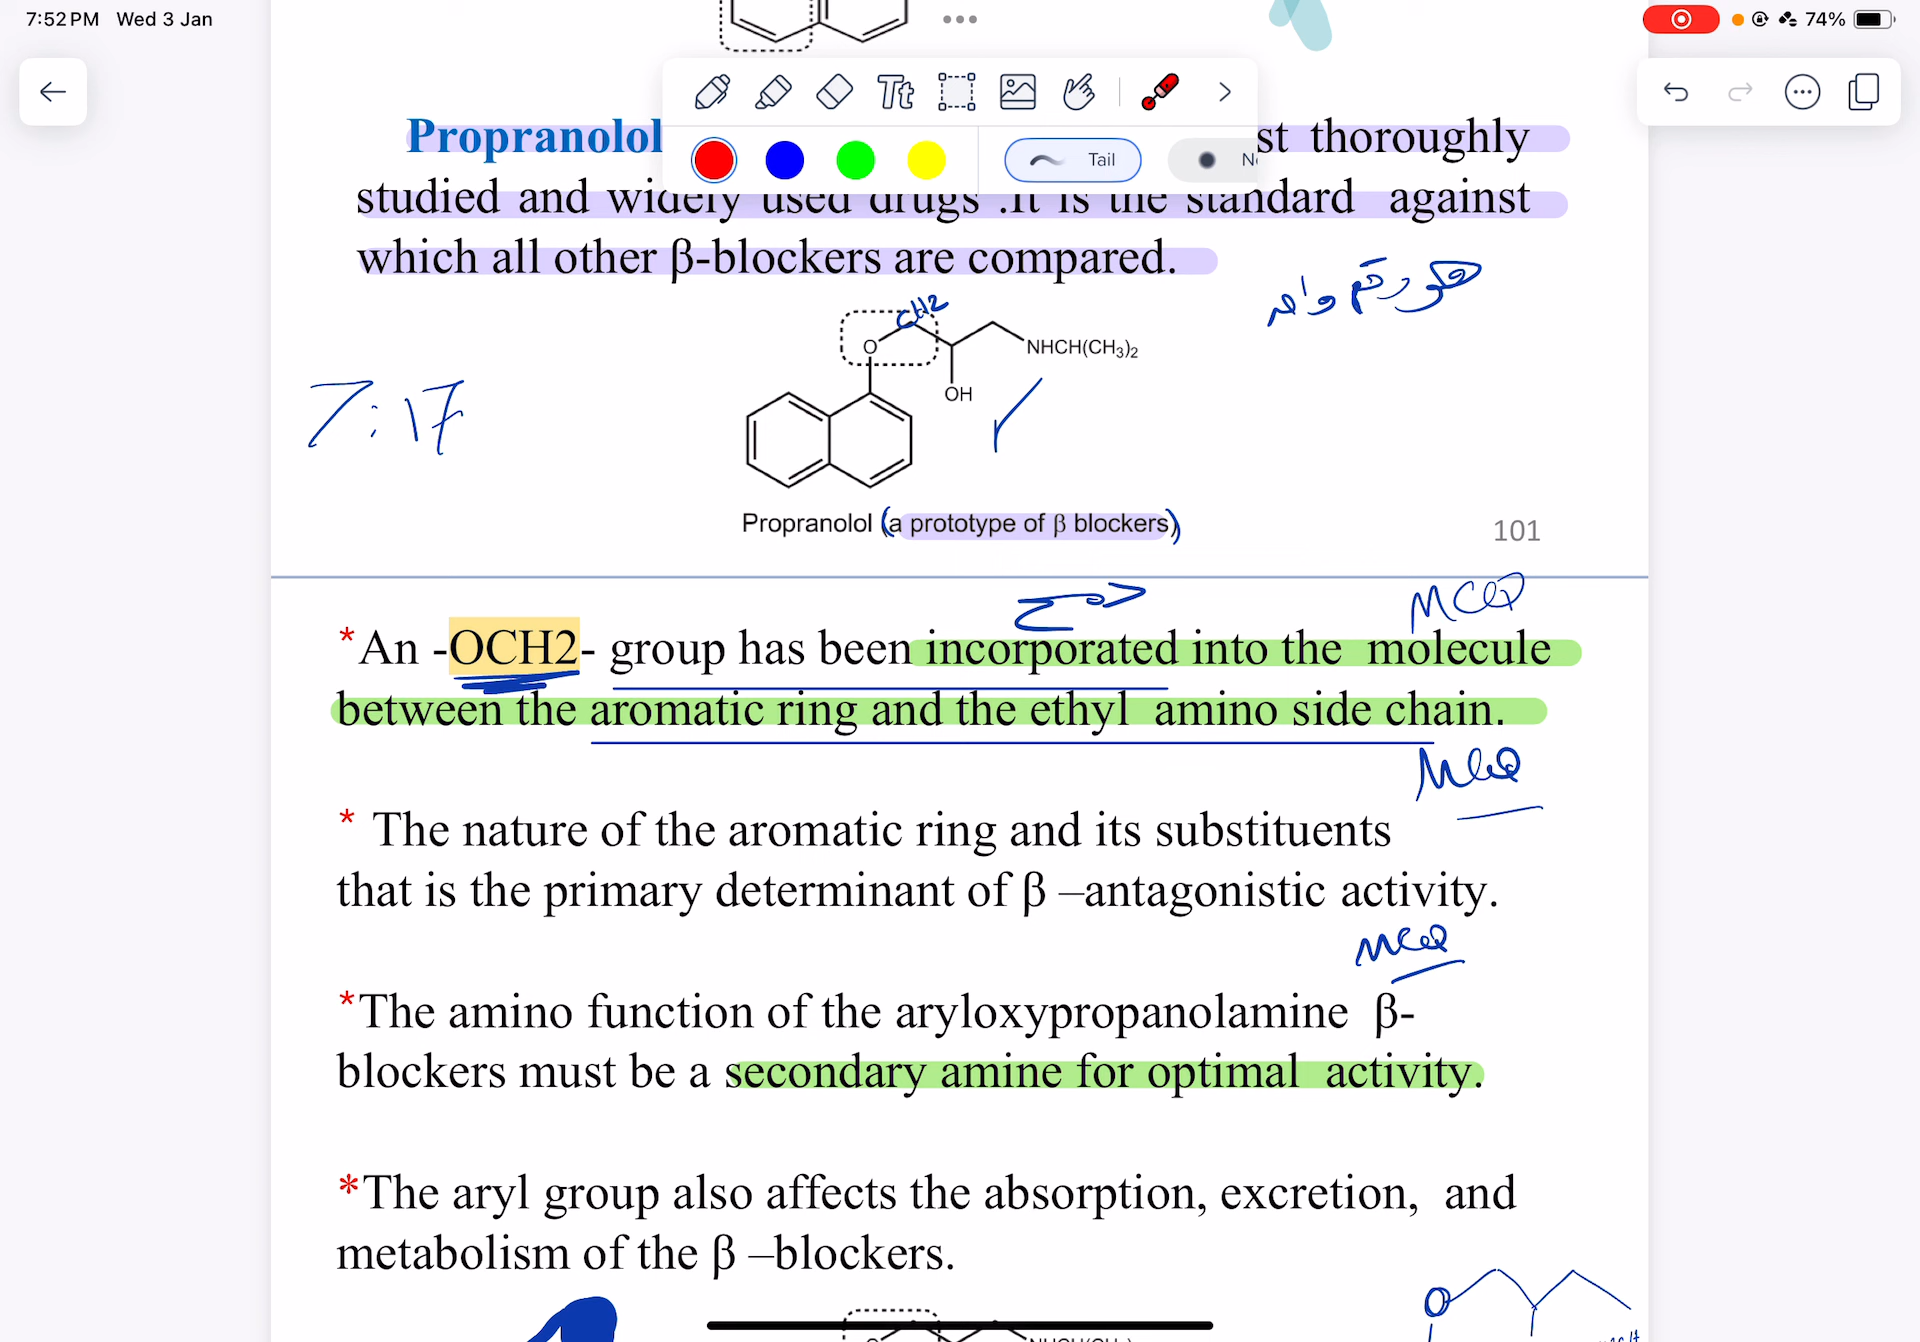 7:52 PM Wed 3 Jan
74%
Tt
Tail
Propranolol st thoroughly
studied and widely used drugs .It is the standard against
which all other β-blockers are compared.
CH2
O
NHCH(CH3)2
OH
7:17
Propranolol (a prototype of β blockers)
101
MCQ
*An -OCH2- group has been incorporated into the molecule
between the aromatic ring and the ethyl amino side chain.
MCQ
* The nature of the aromatic ring and its substituents
that is the primary determinant of β –antagonistic activity.
MCQ
*The amino function of the aryloxypropanolamine β-
blockers must be a secondary amine for optimal activity.
*The aryl group also affects the absorption, excretion, and
metabolism of the β –blockers.
O